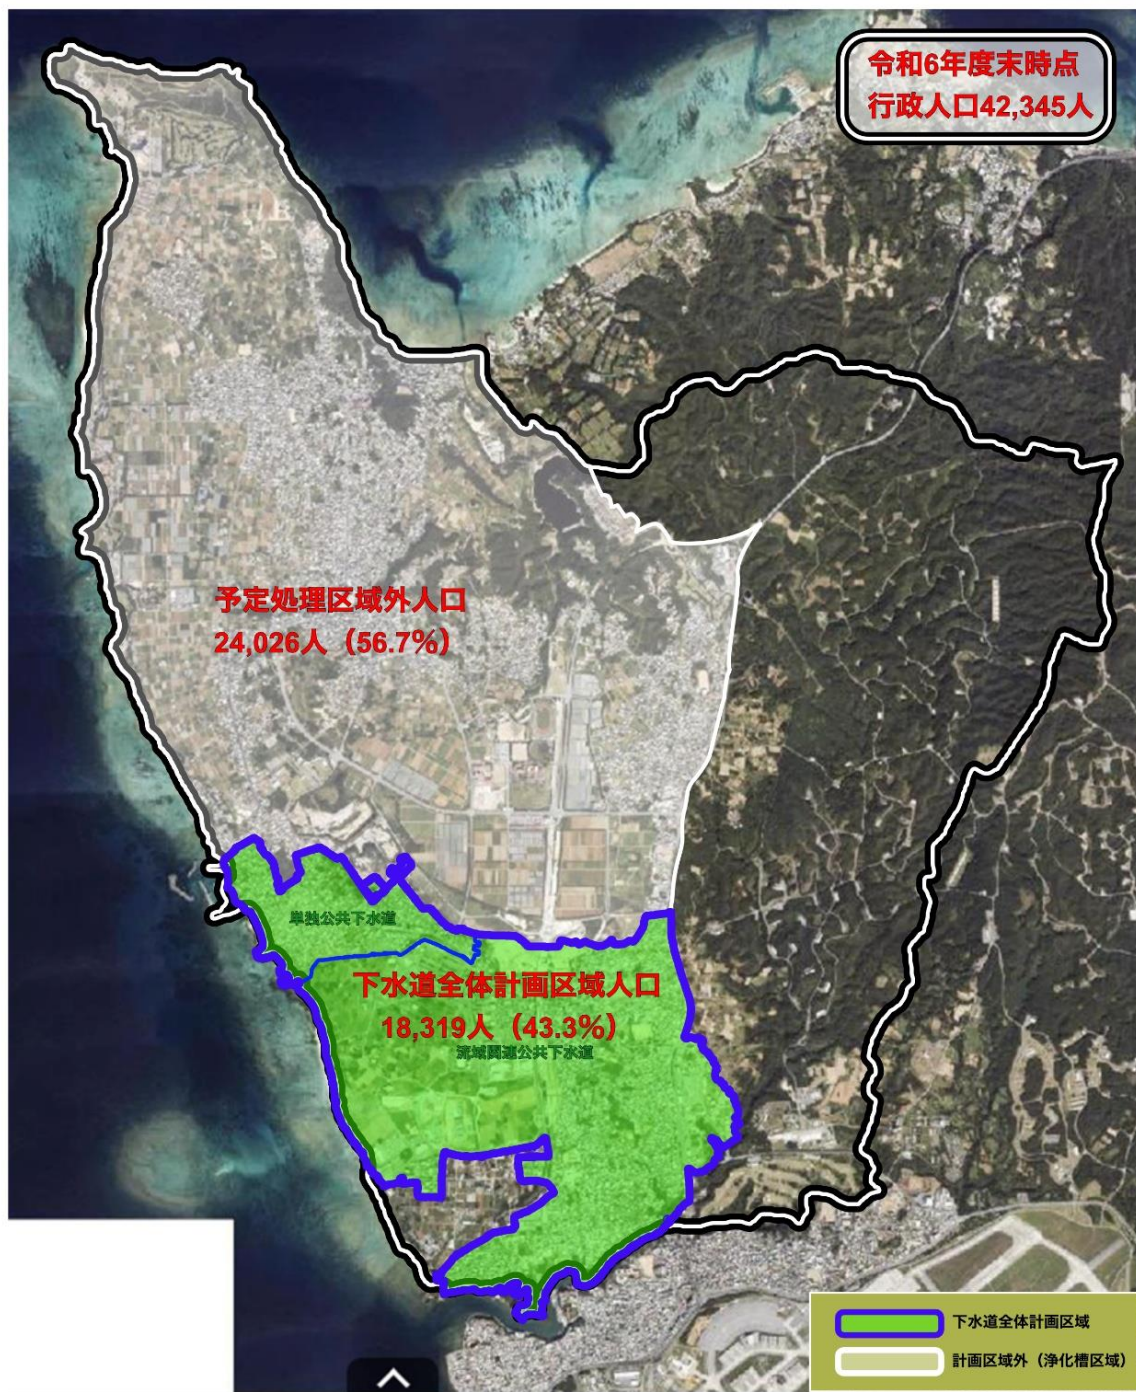 令和6年度末時点
行政人口42,345人
予定処理区域外人口
24,026人（56.7%）
単独公共下水道
下水道全体計画区域人口
18,319人（43.3%）
流域関連公共下水道
下水道全体計画区域
計画区域外（浄化槽区域）